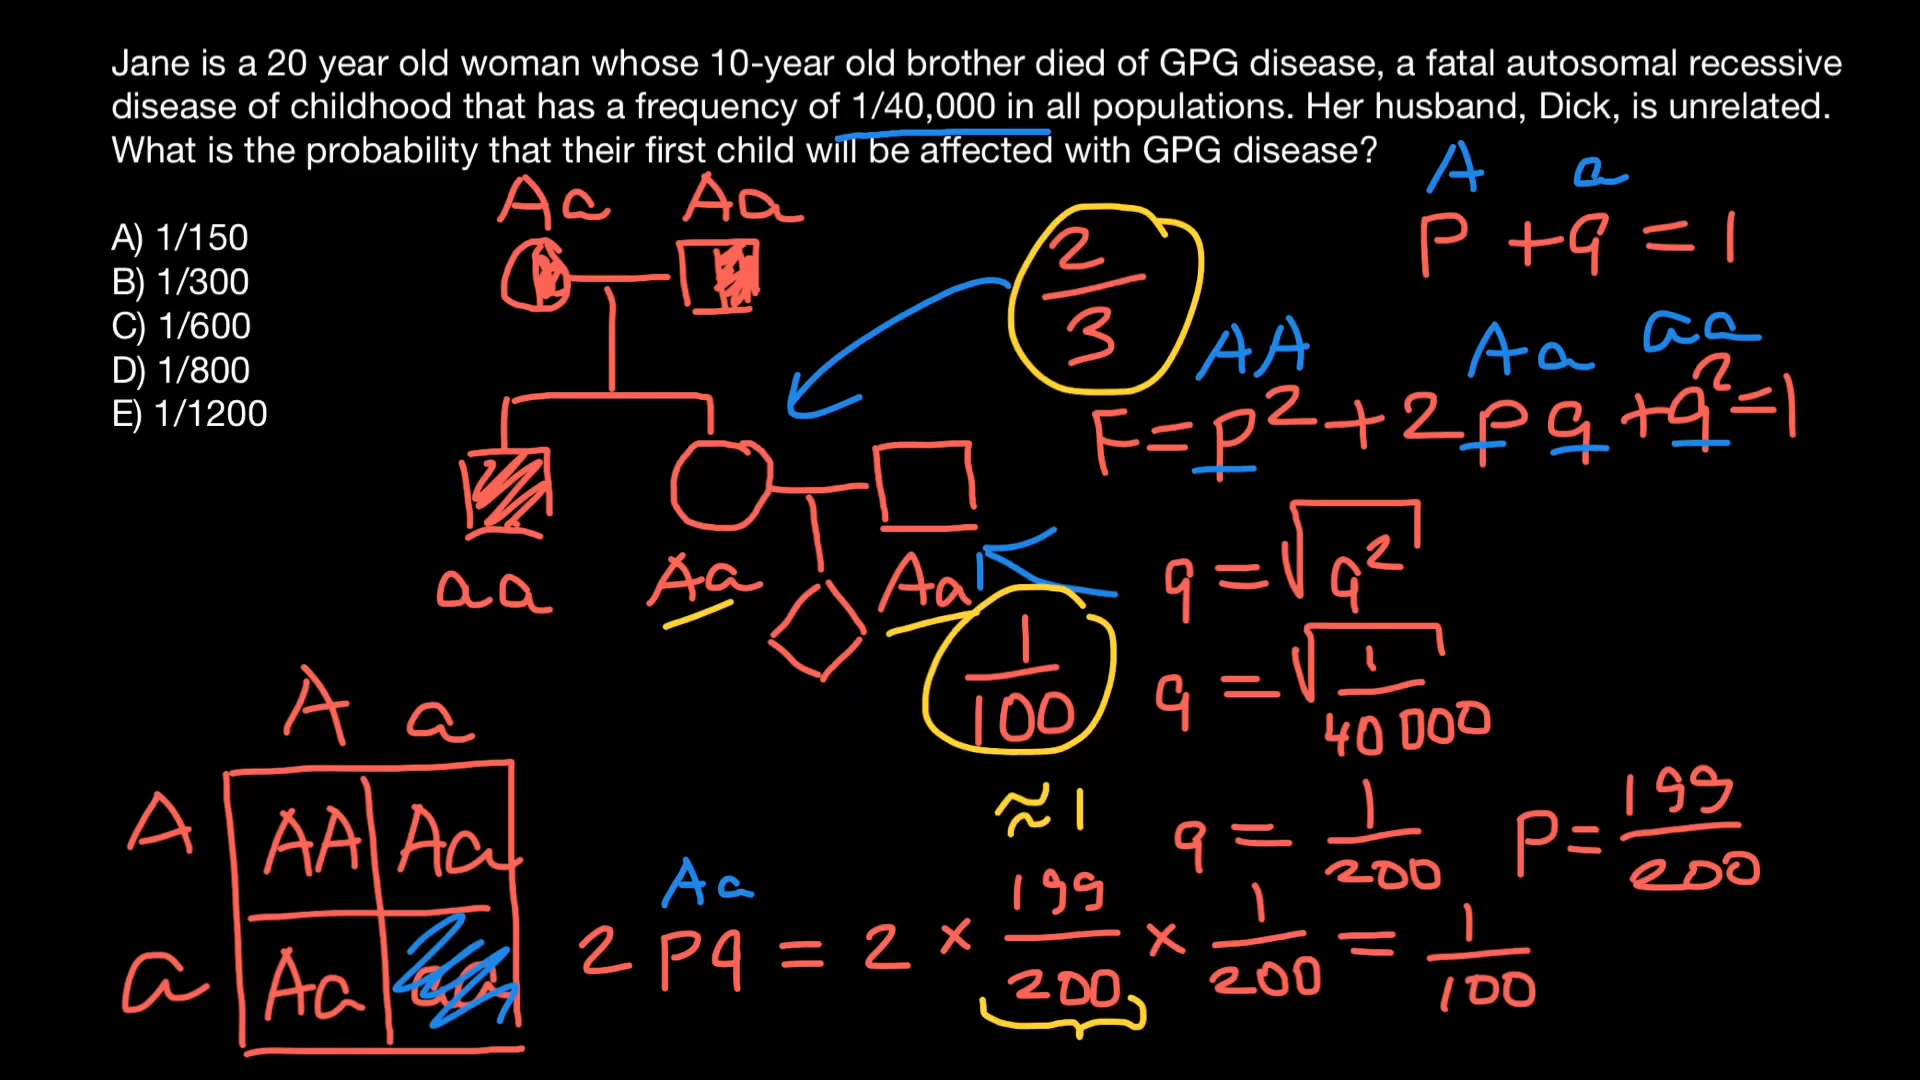 Jane is a 20 year old woman whose 10-year old brother died of GPG disease, a fatal autosomal recessive
disease of childhood that has a frequency of 1/40,000 in all populations. Her husband, Dick, is unrelated.
What is the probability that their first child will be affected with GPG disease?
A) 1/150
B) 1/300
C) 1/600
D) 1/800
E) 1/1200
A a
P + q = 1
Aa Aa
2/3
AA Aa aa
F = p² + 2pq + q² = 1
aa Aa Aa
1/100
q = √q²
q = √1/40000
q = 1/200 P = 199/200
≈ 1
Aa
2pq = 2 × 199/200 × 1/200 = 1/100
A a
A AA Aa
a Aa aa